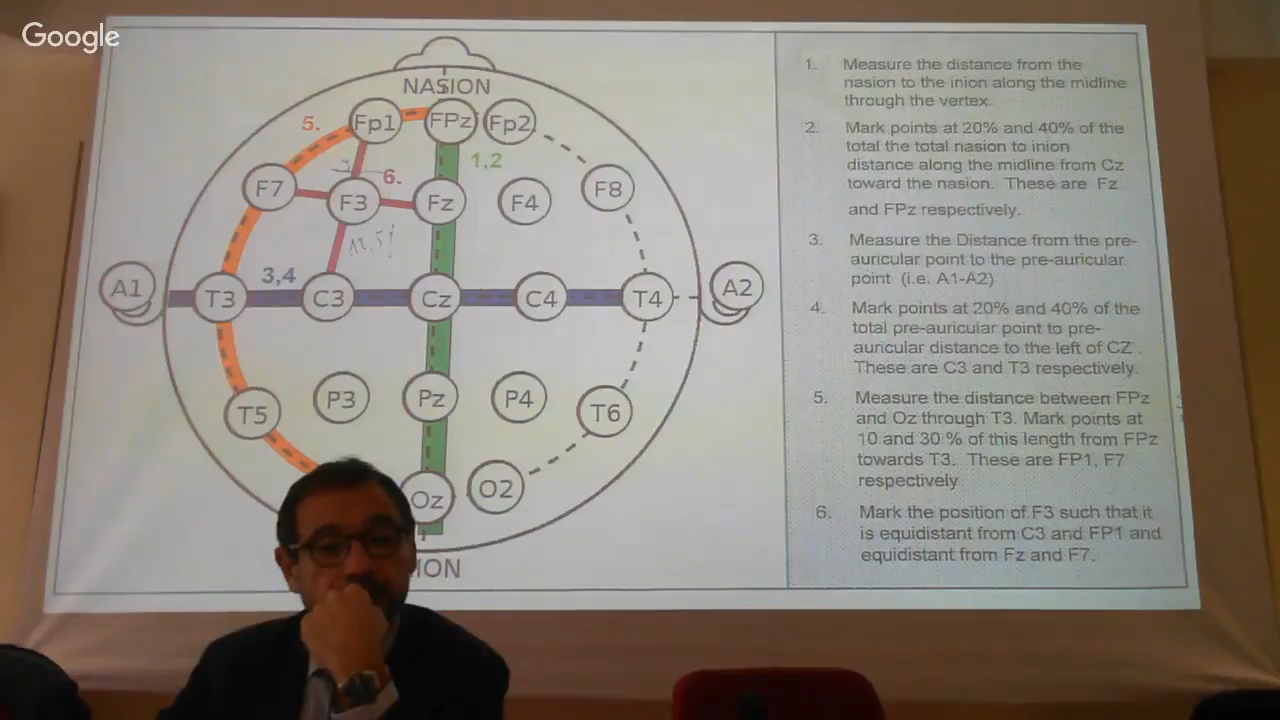 Google
NASION
Fp1 FPz Fp2
5.
1,2
6.
F7 F3 Fz F4 F8
3,4
A1 T3 C3 Cz C4 T4 A2
T5 P3 Pz P4 T6
Oz O2
ION
1. Measure the distance from the
nasion to the inion along the midline
through the vertex.
2. Mark points at 20% and 40% of the
total the total nasion to inion
distance along the midline from Cz
toward the nasion. These are Fz
and FPz respectively.
3. Measure the Distance from the pre-
auricular point to the pre-auricular
point (i.e. A1-A2)
4. Mark points at 20% and 40% of the
total pre-auricular point to pre-
auricular distance to the left of CZ .
These are C3 and T3 respectively.
5. Measure the distance between FPz
and Oz through T3. Mark points at
10 and 30 % of this length from FPz
towards T3. These are FP1, F7
respectively
6. Mark the position of F3 such that it
is equidistant from C3 and FP1 and
equidistant from Fz and F7.